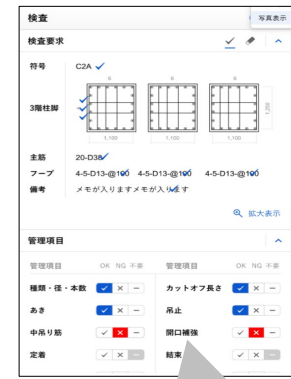 検査
写真表示
検査要求
符号 C2A
6 6 6
3階柱脚
1,250
1,100 1,100 1,100
主筋 20-D38
フープ 4-5-D13-@100 4-5-D13-@100 4-5-D13-@100
備考 メモが入りますメモが入ります
拡大表示
管理項目
管理項目 OK NG 不要 管理項目 OK NG 不要
種類・径・本数 カットオフ長さ
あき 吊止
中吊り筋 開口補強
定着 結束